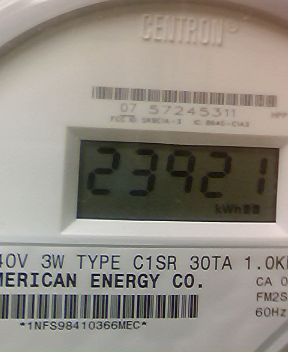 CENTRON®
07 57245311
HPP
23921
kWh
40V 3W TYPE C1SR 30TA 1.0K
MERICAN ENERGY CO.
CA 0
FM2S
60Hz
*1NFS98410366MEC*